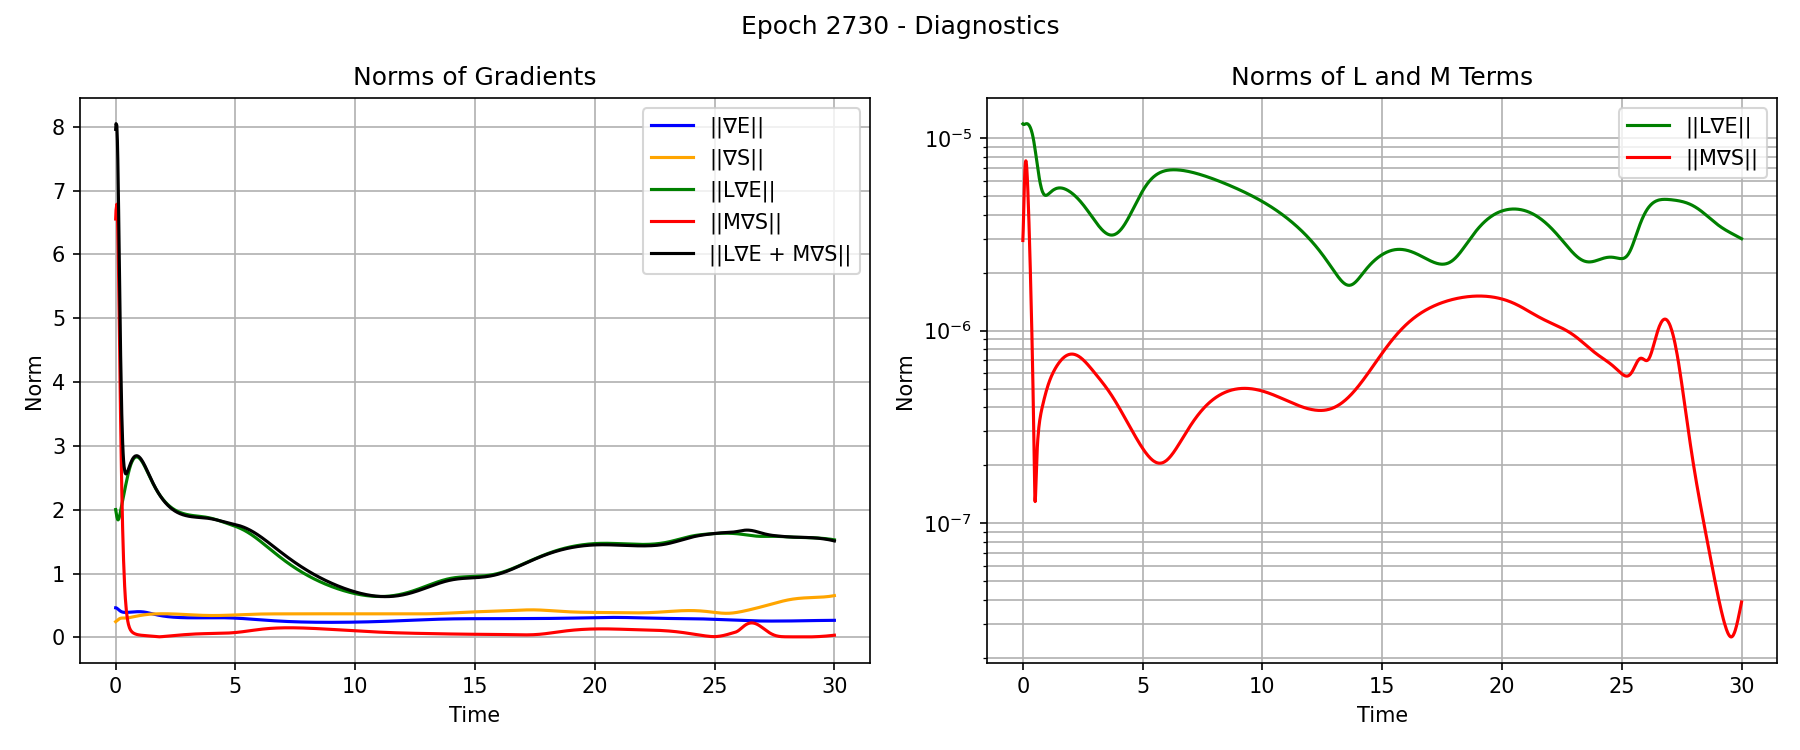 Epoch 2730 - Diagnostics
Norms of Gradients
Norm
8
7
6
5
4
3
2
1
0
0 5 10 15 20 25 30
Time
||∇E||
||∇S||
||L∇E||
||M∇S||
||L∇E + M∇S||
Norms of L and M Terms
Norm
10⁻⁵
10⁻⁶
10⁻⁷
0 5 10 15 20 25 30
Time
||L∇E||
||M∇S||